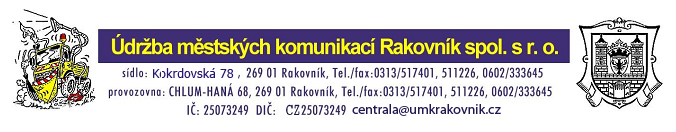 Údržba městských komunikací Rakovník spol. s r. o.
sídlo: Kokrdovská 78 , 269 01 Rakovník, Tel./fax:0313/517401, 511226, 0602/333645
provozovna: CHLUM-HANÁ 68, 269 01 Rakovník, Tel./fax:0313/517401, 511226, 0602/333645
IČ: 25073249 DIČ: CZ25073249 centrala@umkrakovnik.cz